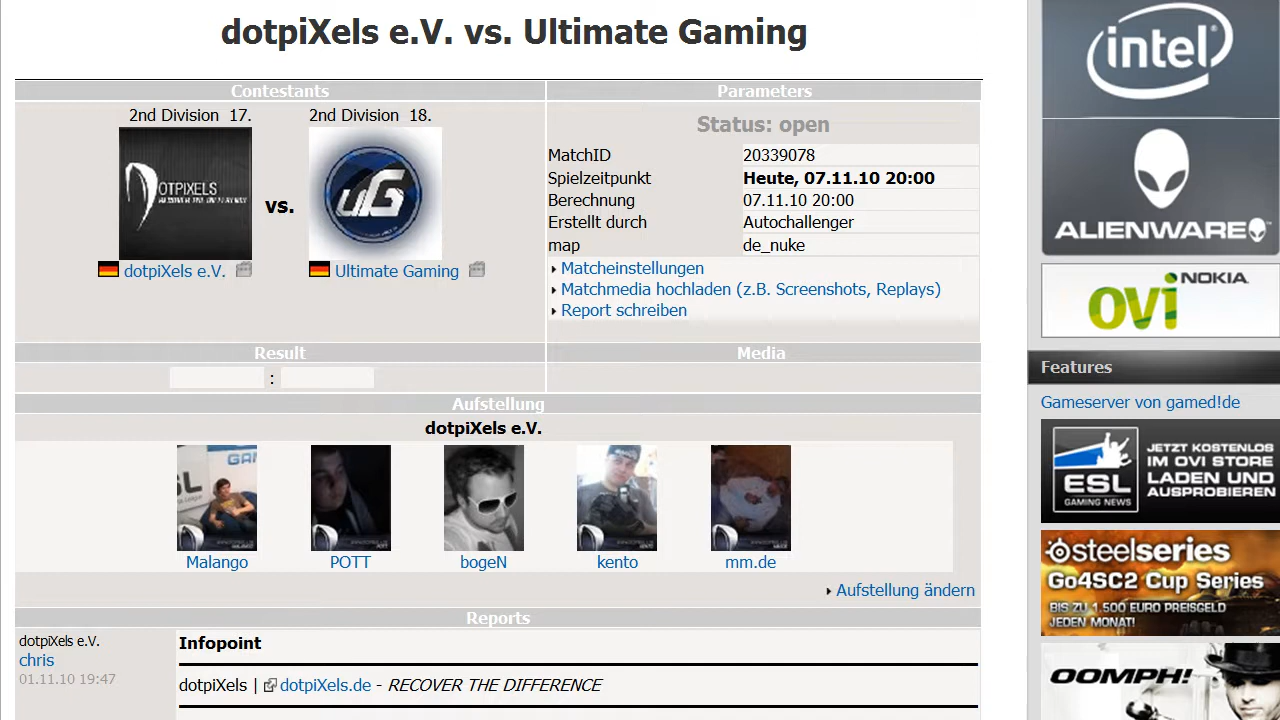 dotpiXels e.V. vs. Ultimate Gaming
Contestants
Parameters
2nd Division 17.
2nd Division 18.
DOTPIXELS
vs.
uG
dotpiXels e.V.
Ultimate Gaming
Status: open
MatchID 20339078
Spielzeitpunkt Heute, 07.11.10 20:00
Berechnung 07.11.10 20:00
Erstellt durch Autochallenger
map de_nuke
Matcheinstellungen
Matchmedia hochladen (z.B. Screenshots, Replays)
Report schreiben
Result
Media
:
Aufstellung
dotpiXels e.V.
Malango
POTT
bogeN
kento
mm.de
Aufstellung ändern
Reports
dotpiXels e.V.
chris
01.11.10 19:47
Infopoint
dotpiXels | dotpiXels.de - RECOVER THE DIFFERENCE
intel
ALIENWARE
NOKIA
OVI
Features
Gameserver von gamed!de
ESL
GAMING NEWS
JETZT KOSTENLOS
IM OVI STORE
LADEN UND
AUSPROBIEREN
steelseries
Go4SC2 Cup Series
BIS ZU 1.500 EURO PREISGELD
JEDEN MONAT!
OOMPH!